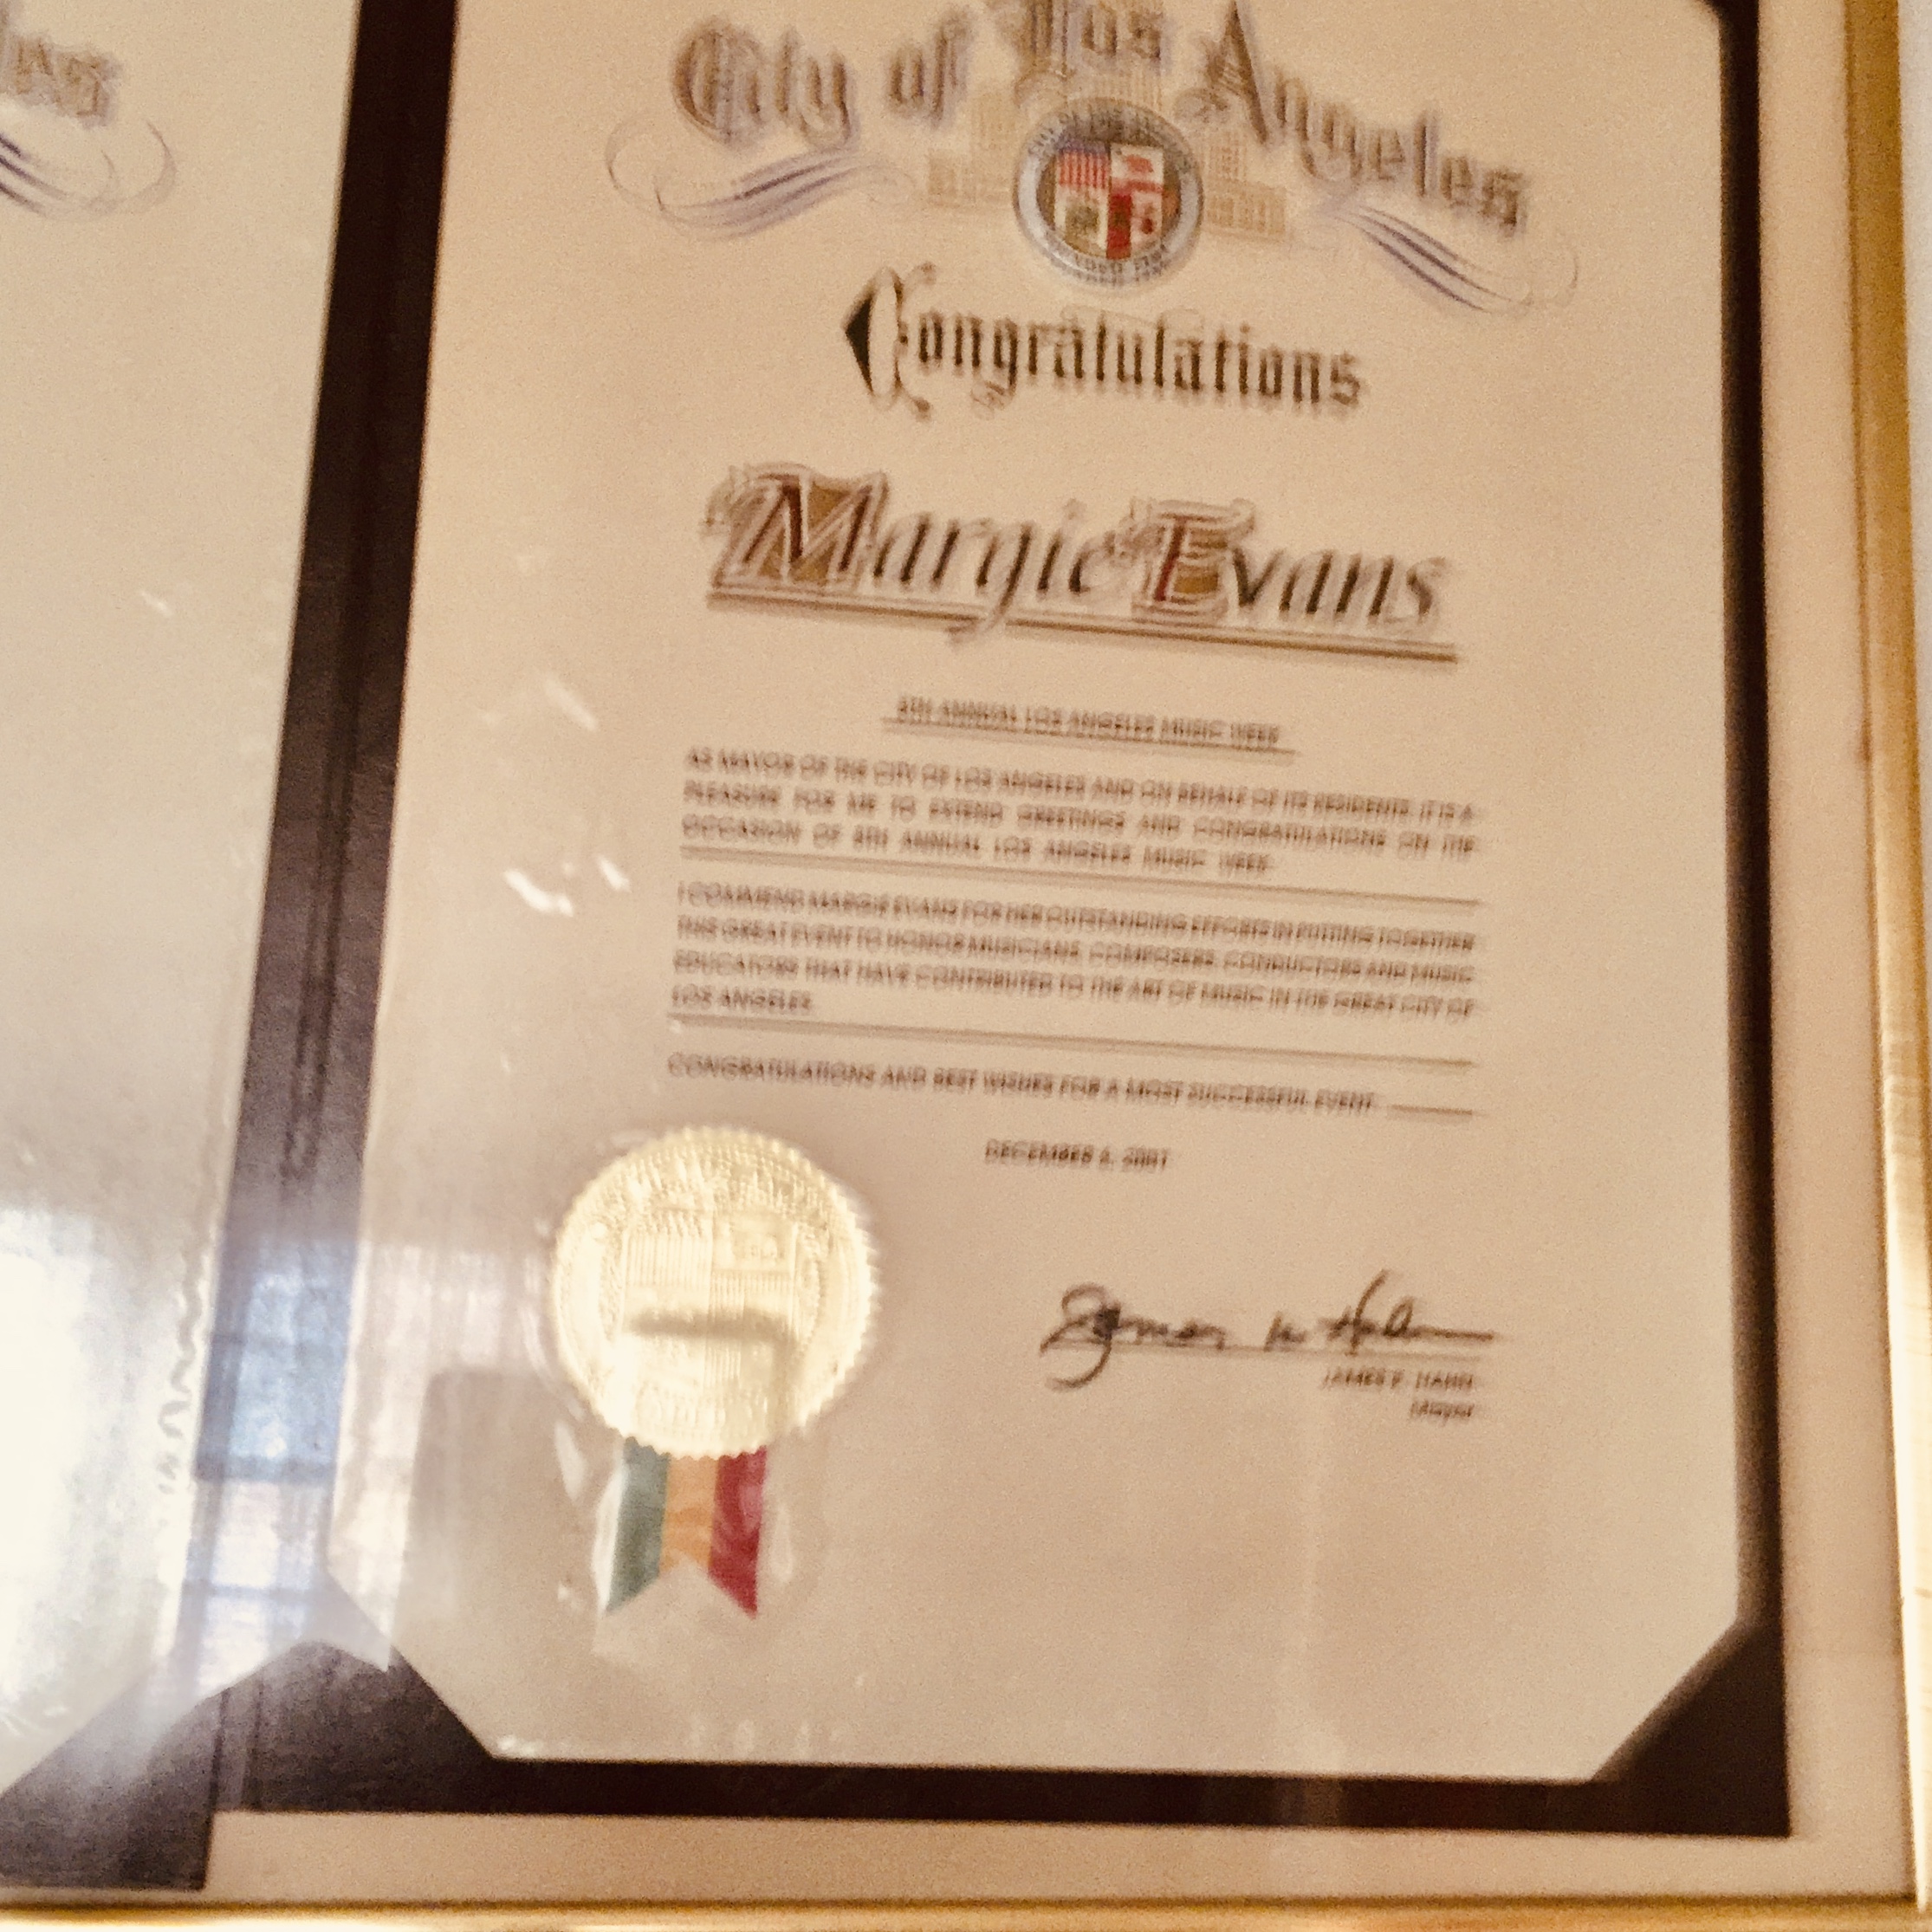 City of Los Angeles
Congratulations
Margie Evans
ANNUAL LOS ANGELES MUSIC WEEK
AS MAYOR OF THE CITY OF LOS ANGELES AND ON BEHALF OF ITS RESIDENTS, IT IS A
PLEASURE FOR ME TO EXTEND GREETINGS AND CONGRATULATIONS ON THE
OCCASION OF ANNUAL LOS ANGELES MUSIC WEEK.
I COMMEND MARGIE EVANS FOR HER OUTSTANDING EFFORTS IN PUTTING TOGETHER
THIS GREAT EVENT TO HONOR MUSICIANS, COMPOSERS, CONDUCTORS AND MUSIC
EDUCATORS THAT HAVE CONTRIBUTED TO THE ART OF MUSIC IN THE GREAT CITY OF
LOS ANGELES.
CONGRATULATIONS AND BEST WISHES FOR A MOST SUCCESSFUL EVENT.
DECEMBER 2001
James K Hahn
JAMES K. HAHN
Mayor